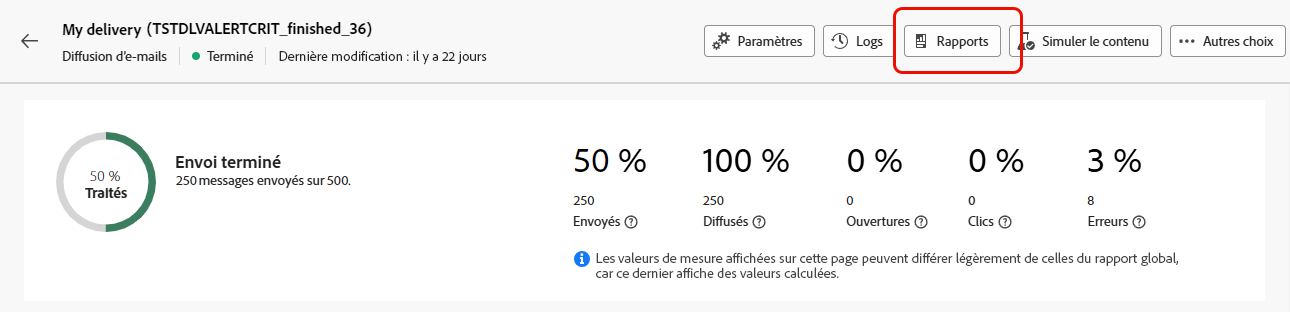 My delivery (TSTDLVALERTCRIT_finished_36)
Diffusion d'e-mails Terminé Dernière modification : il y a 22 jours
Paramètres Logs Rapports Simuler le contenu Autres choix
50 %
Traités
Envoi terminé
250 messages envoyés sur 500.
50 % 100 % 0 % 0 % 3 %
250 250 0 0 8
Envoyés Diffusés Ouvertures Clics Erreurs
Les valeurs de mesure affichées sur cette page peuvent différer légèrement de celles du rapport global,
car ce dernier affiche des valeurs calculées.